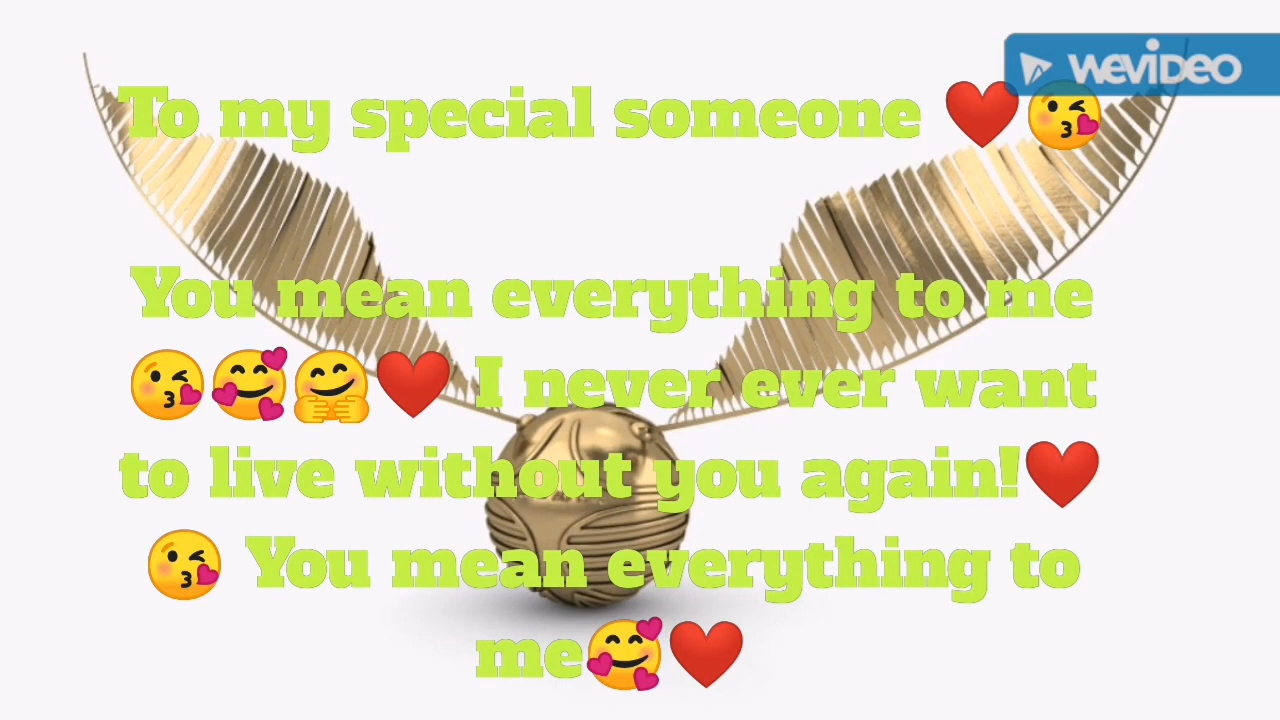 WEVIDEO
To my special someone ❤️😘
You mean everything to me
😘🥰🤗❤️ I never ever want
to live without you again!❤️
😘 You mean everything to
me🥰❤️